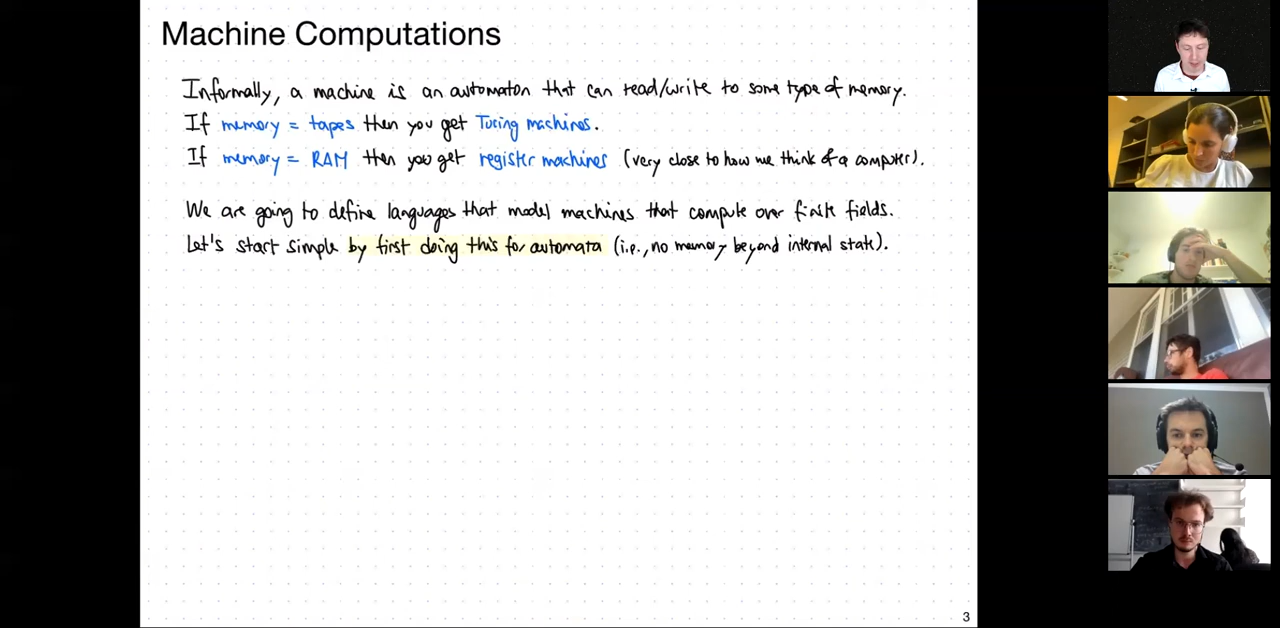 Machine Computations
Informally, a machine is an automaton that can read/write to some type of memory.
If memory = tapes then you get Turing machines.
If memory = RAM then you get register machines (very close to how we think of a computer).
We are going to define languages that model machines that compute over finite fields.
Let's start simple by first doing this for automata (i.e., no memory beyond internal state).
3